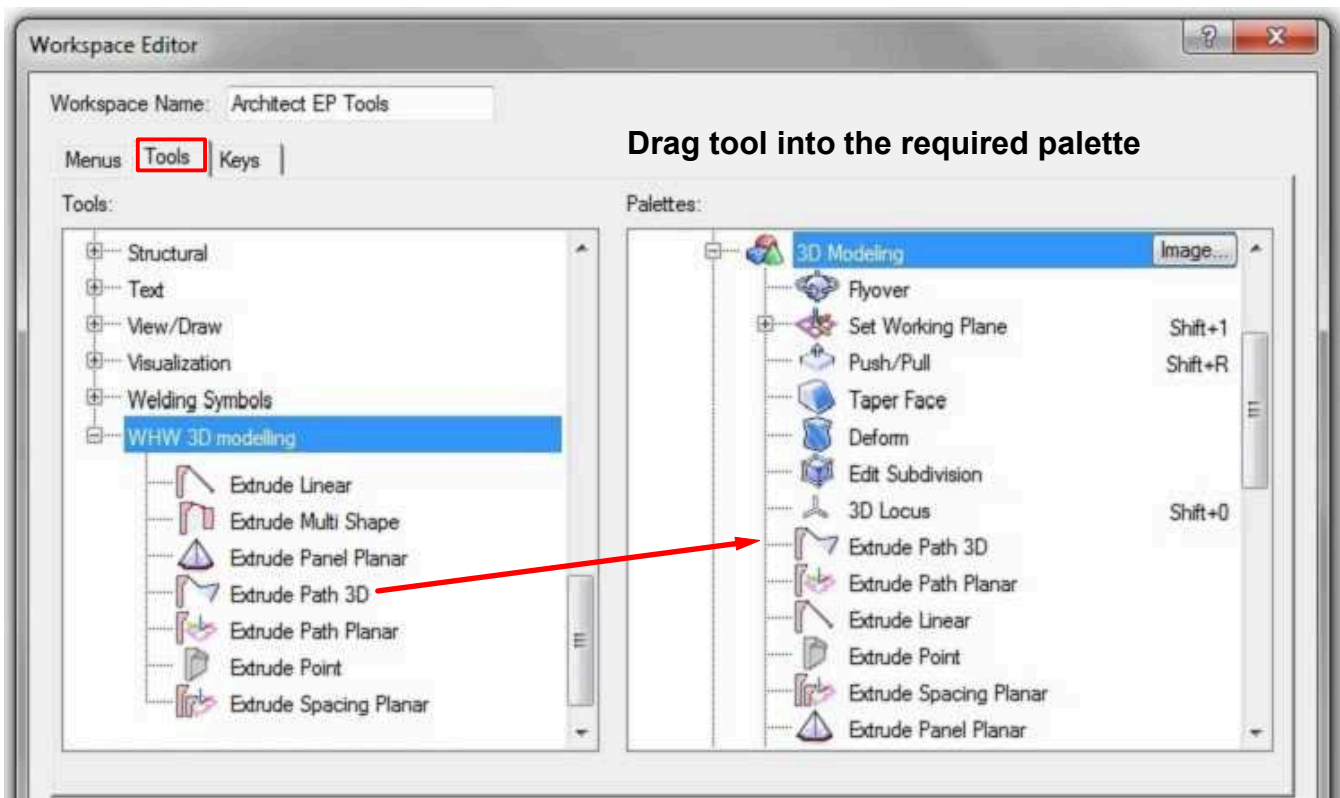 Workspace Editor
Workspace Name: Architect EP Tools
Drag tool into the required palette
Menus Tools Keys
Tools:
Structural
Text
View/Draw
Visualization
Welding Symbols
WHW 3D modelling
Extrude Linear
Extrude Multi Shape
Extrude Panel Planar
Extrude Path 3D
Extrude Path Planar
Extrude Point
Extrude Spacing Planar
Palettes:
3D Modeling Image...
Flyover
Set Working Plane Shift+1
Push/Pull Shift+R
Taper Face
Deform
Edit Subdivision
3D Locus Shift+0
Extrude Path 3D
Extrude Path Planar
Extrude Linear
Extrude Point
Extrude Spacing Planar
Extrude Panel Planar